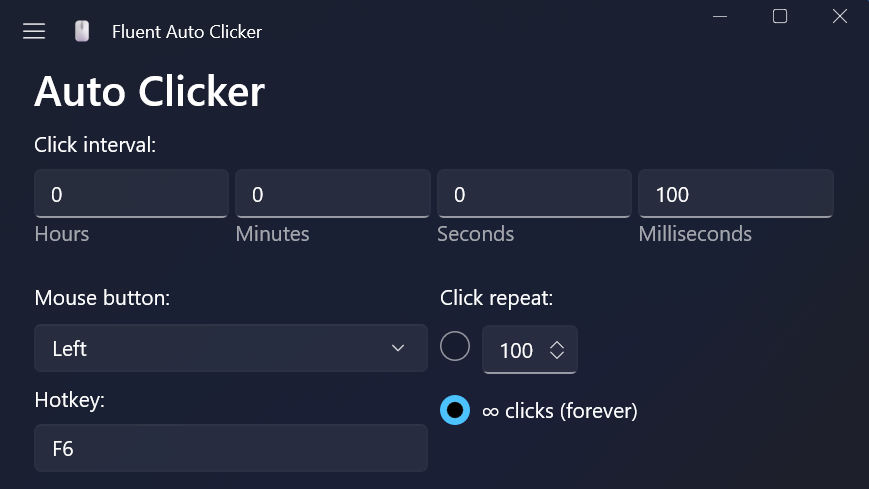 Fluent Auto Clicker
Auto Clicker
Click interval:
0 0 0 100
Hours Minutes Seconds Milliseconds
Mouse button: Click repeat:
Left 100
Hotkey: ∞ clicks (forever)
F6